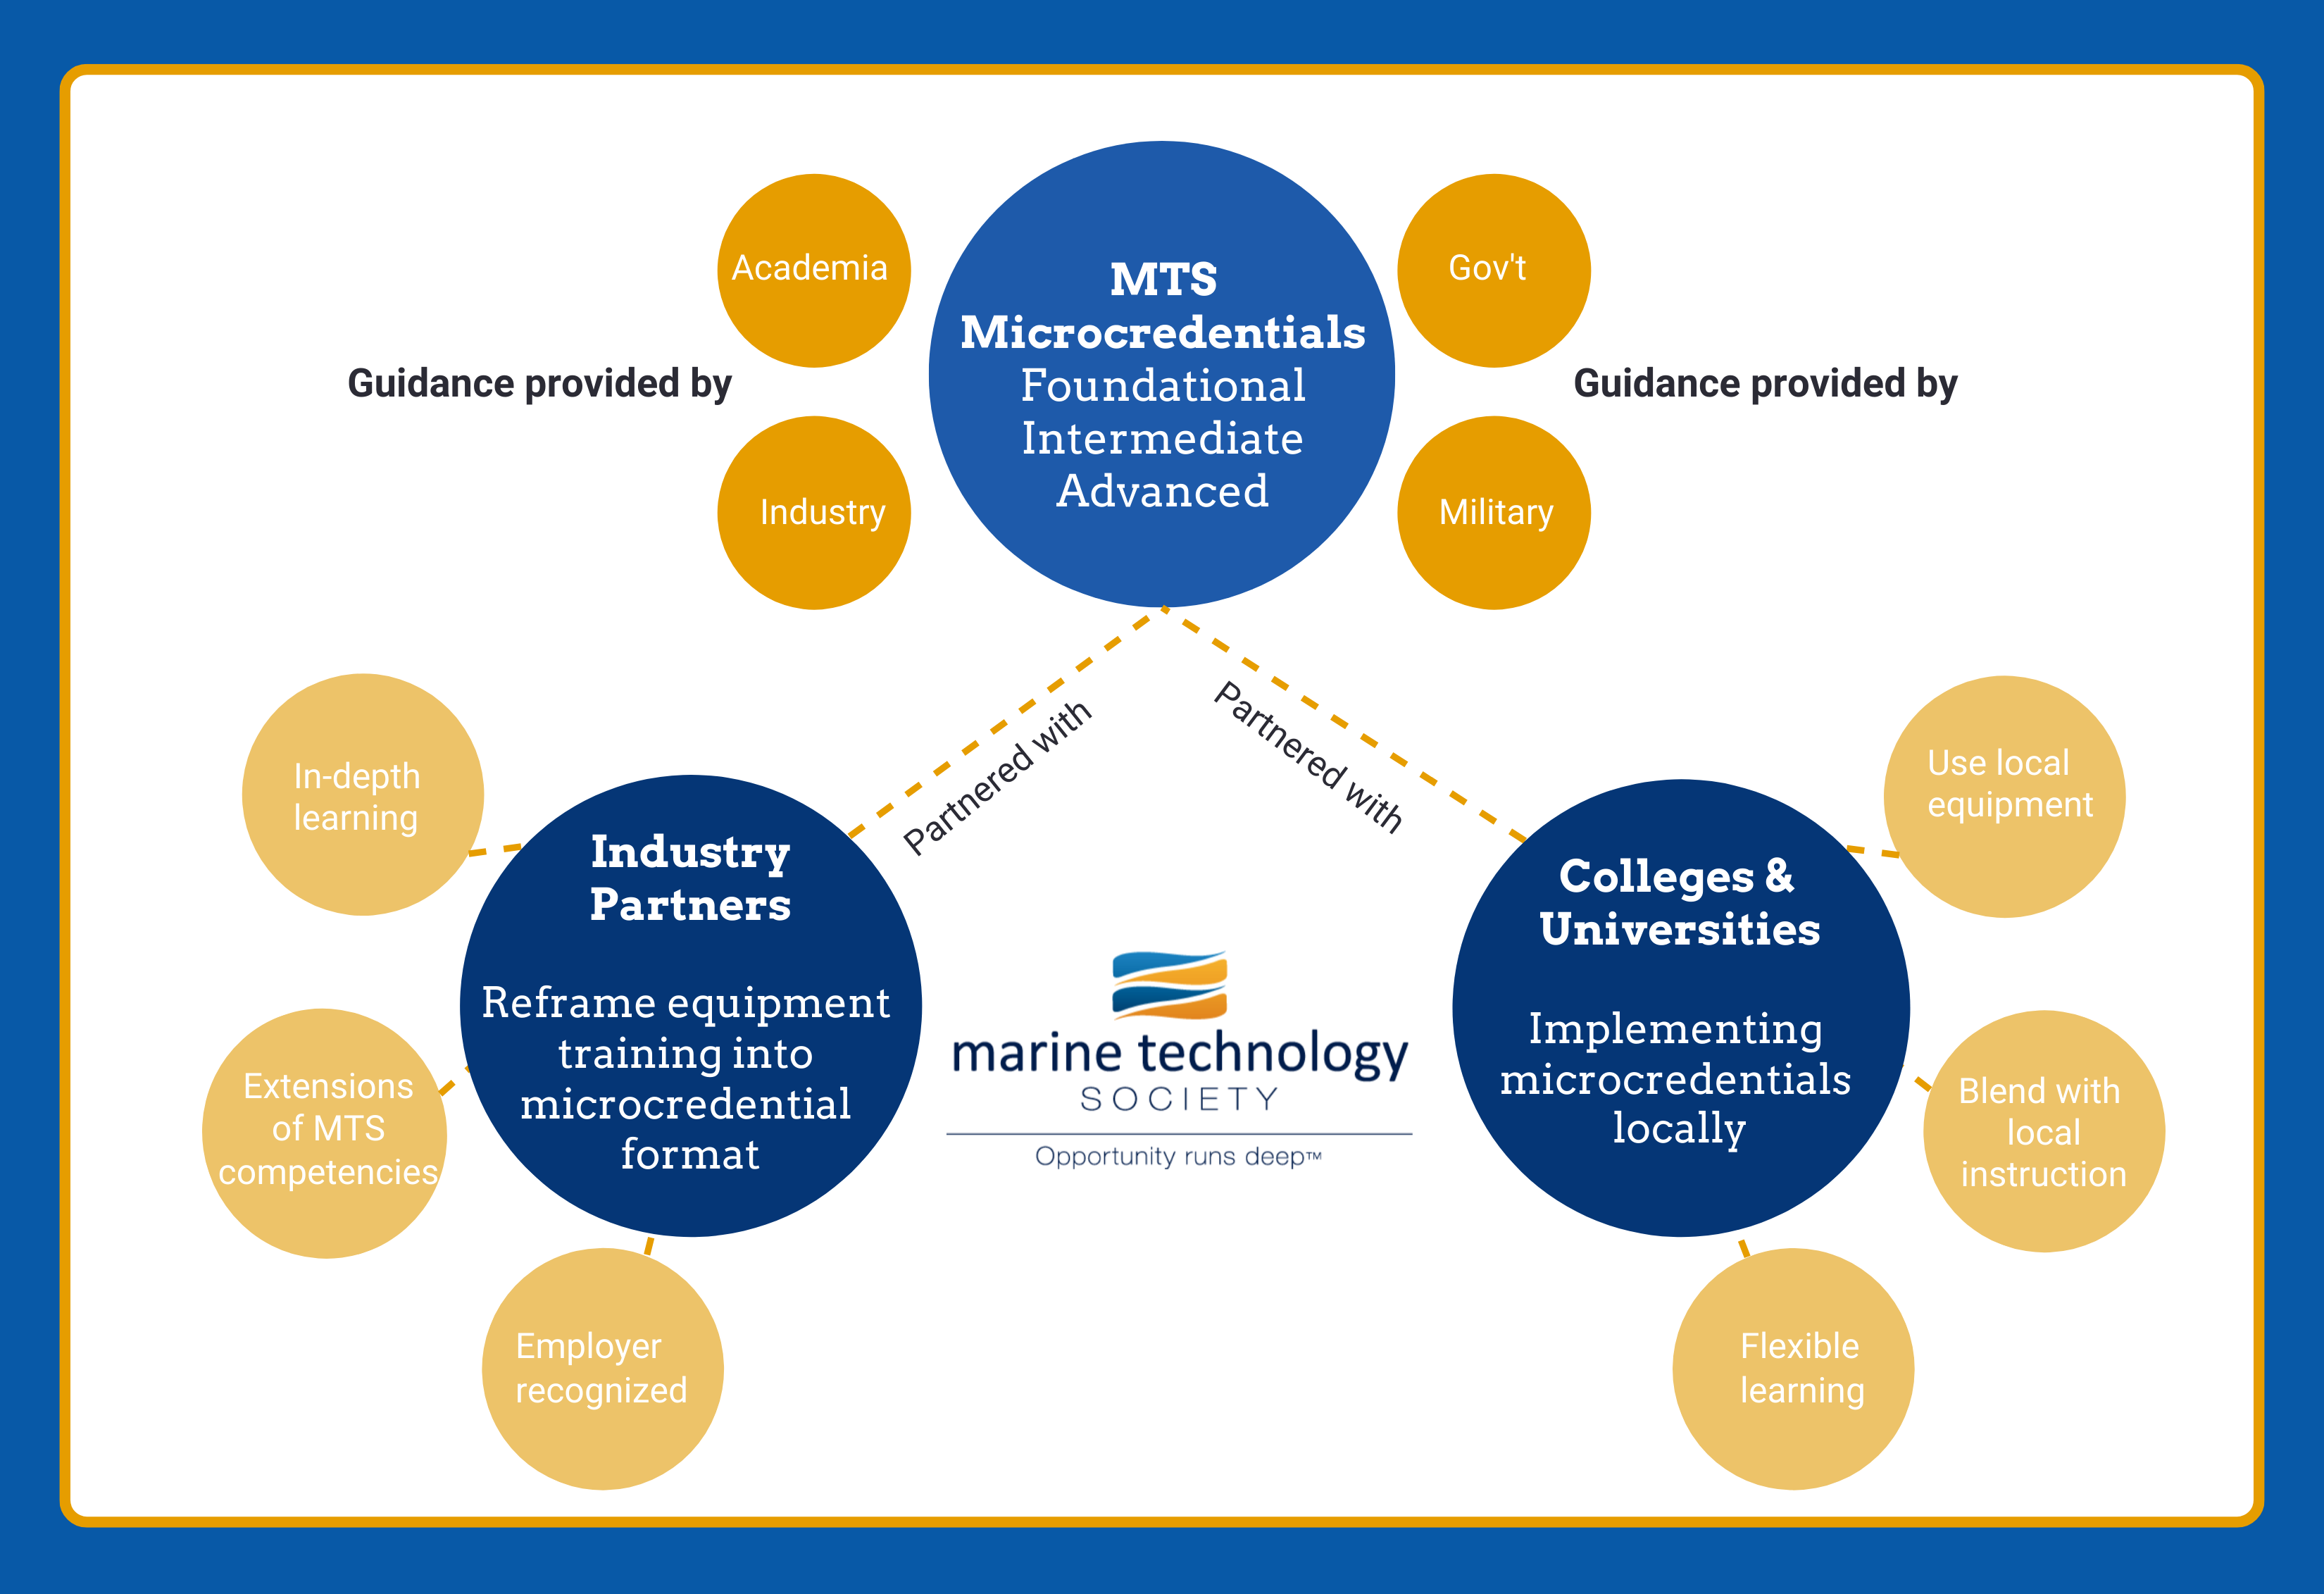 Academia
Industry
Guidance provided by
MTS
Microcredentials
Foundational
Intermediate
Advanced
Gov't
Military
Guidance provided by
Partnered with
Partnered with
In-depth
learning
Extensions
of MTS
competencies
Employer
recognized
Industry
Partners
Reframe equipment
training into
microcredential
format
marine technology
SOCIETY
Opportunity runs deep™
Colleges &
Universities
Implementing
microcredentials
locally
Use local
equipment
Blend with
local
instruction
Flexible
learning